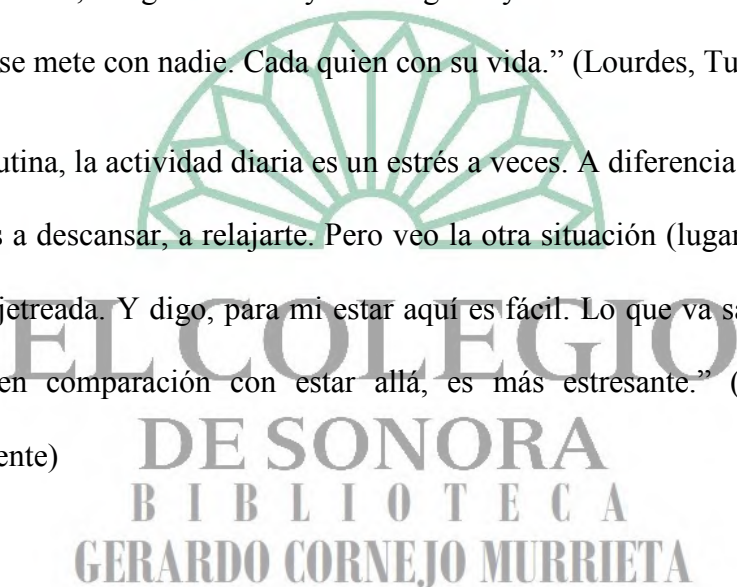 se mete con nadie. Cada quien con su vida.” (Lourdes, Tu
utina, la actividad diaria es un estrés a veces. A diferencia
s a descansar, a relajarte. Pero veo la otra situación (lugar
jetreada. Y digo, para mi estar aquí es fácil. Lo que va sa
en comparación con estar allá, es más estresante.” (
ente)
EL COLEGIO
DE SONORA
BIBLIOTECA
GERARDO CORNEJO MURRIETA